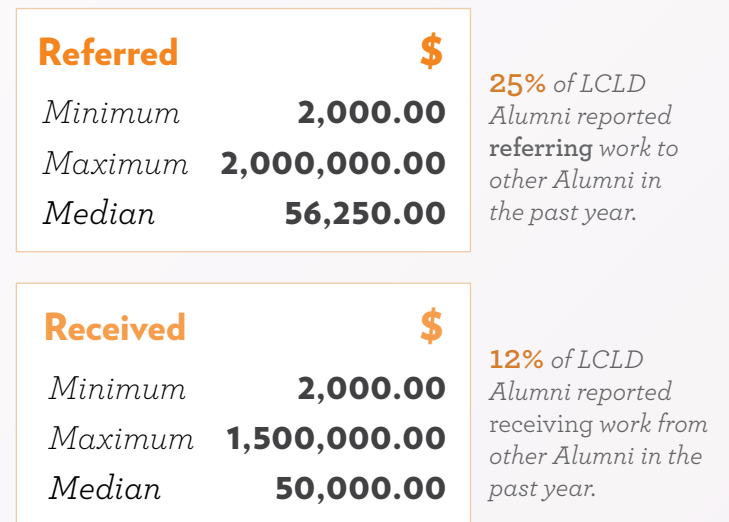 Referred $
Minimum 2,000.00
Maximum 2,000,000.00
Median 56,250.00
25% of LCLD
Alumni reported
referring work to
other Alumni in
the past year.
Received $
Minimum 2,000.00
Maximum 1,500,000.00
Median 50,000.00
12% of LCLD
Alumni reported
receiving work from
other Alumni in the
past year.